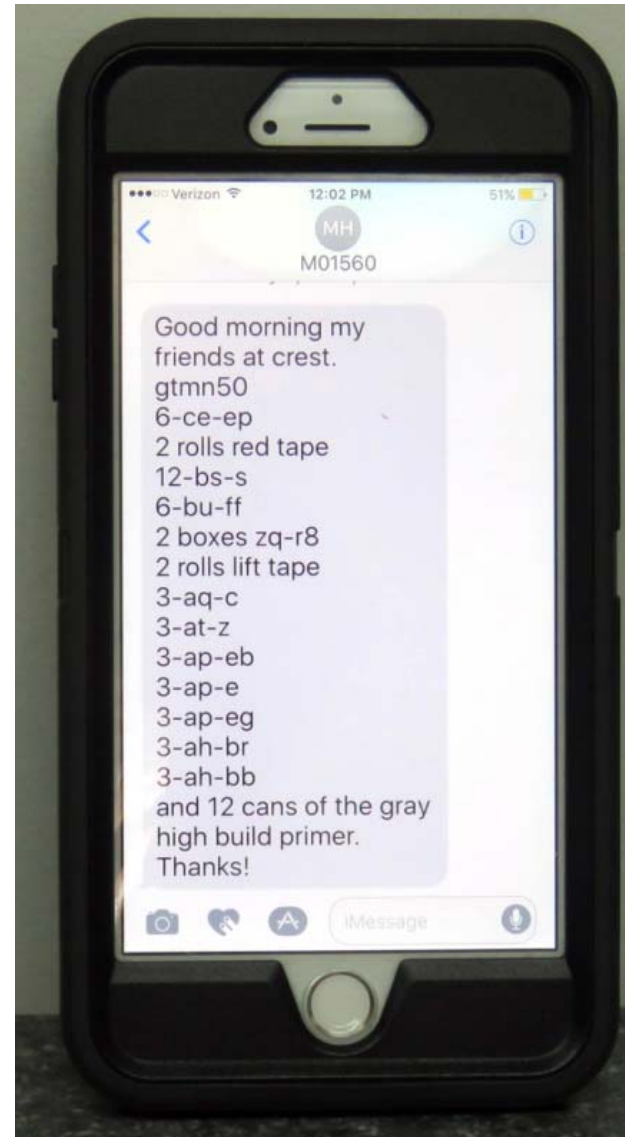 Verizon 12:02 PM 51%
MH
M01560
Good morning my
friends at crest.
gtmn50
6-ce-ep
2 rolls red tape
12-bs-s
6-bu-ff
2 boxes zq-r8
2 rolls lift tape
3-aq-c
3-at-z
3-ap-eb
3-ap-e
3-ap-eg
3-ah-br
3-ah-bb
and 12 cans of the gray
high build primer.
Thanks!
iMessage